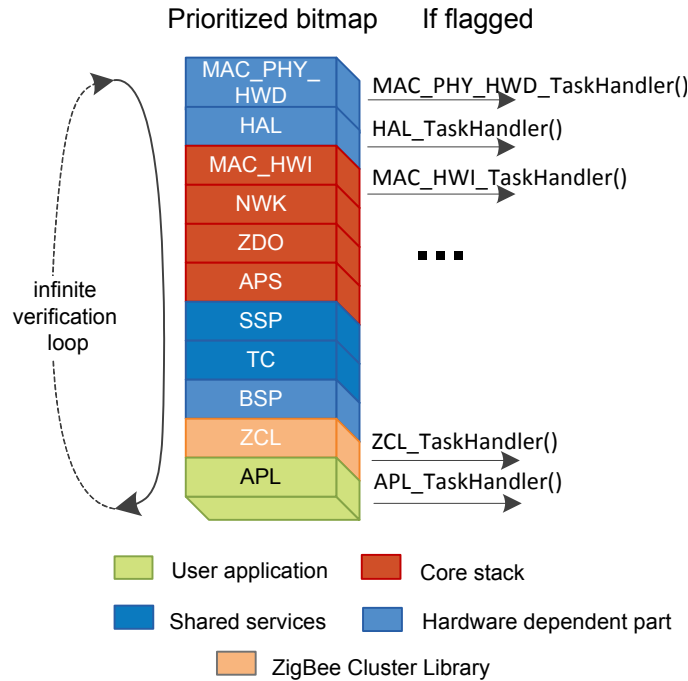 Prioritized bitmap If flagged
MAC_PHY_
HWD
MAC_PHY_HWD_TaskHandler()
HAL
HAL_TaskHandler()
MAC_HWI
MAC_HWI_TaskHandler()
NWK
ZDO
...
APS
infinite
verification
loop
SSP
TC
BSP
ZCL
ZCL_TaskHandler()
APL
APL_TaskHandler()
User application
Core stack
Shared services
Hardware dependent part
ZigBee Cluster Library